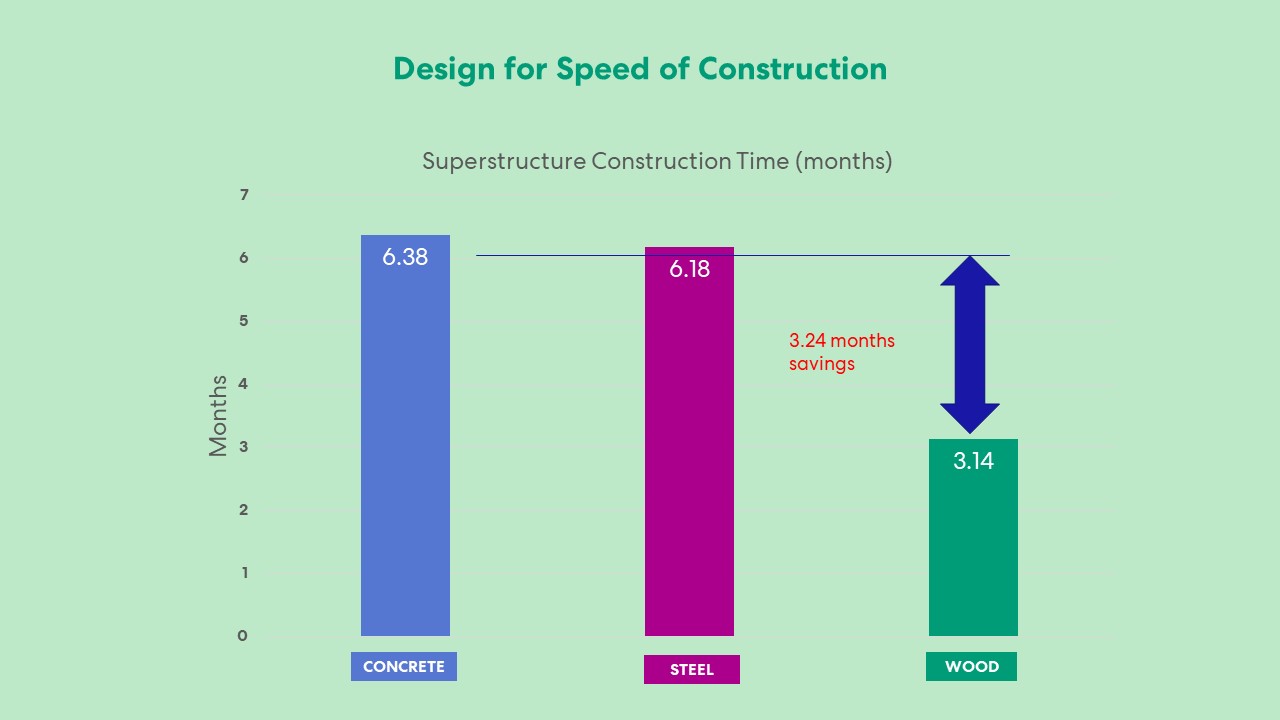 Design for Speed of Construction
Superstructure Construction Time (months)
7
6
5
4
3
2
1
0
Months
6.38
6.18
3.24 months
savings
3.14
CONCRETE
STEEL
WOOD